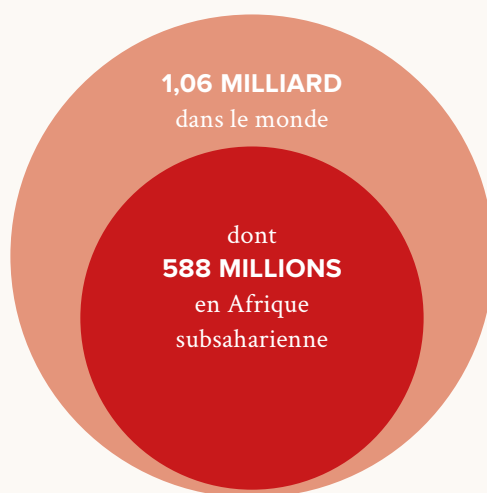 1,06 MILLIARD
dans le monde
dont
588 MILLIONS
en Afrique
subsaharienne